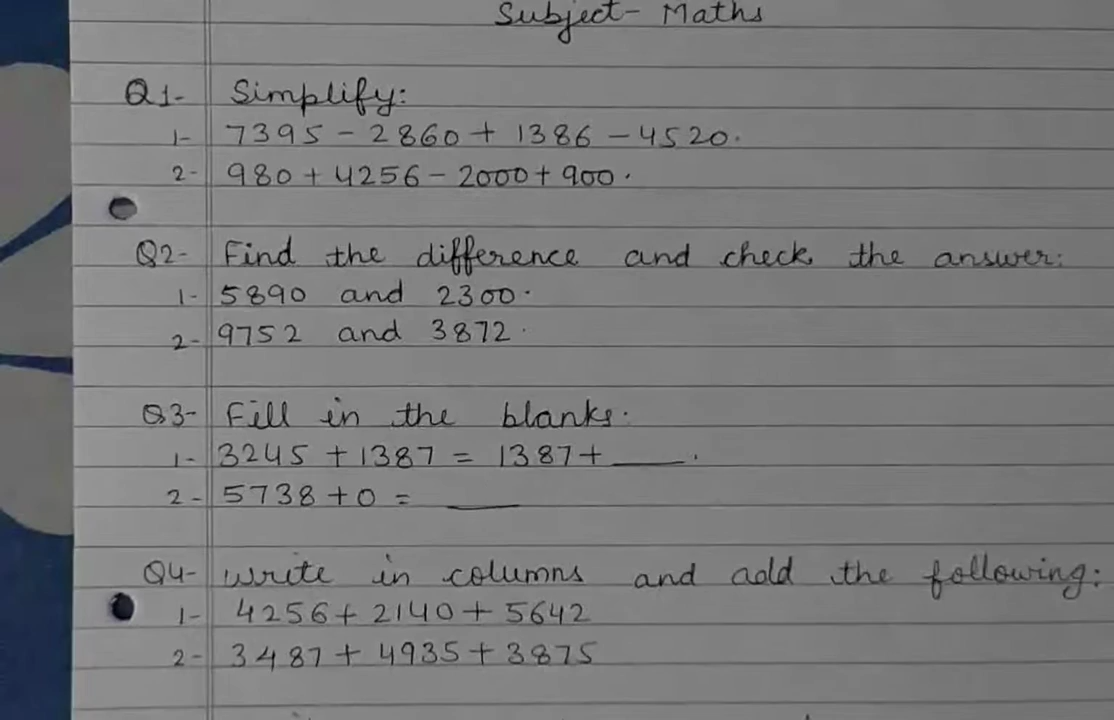 Subject- Maths
Q1- Simplify:
1- 7395 - 2860 + 1386 - 4520.
2- 980 + 4256 - 2000 + 900.
Q2- Find the difference and check the answer:
1- 5890 and 2300.
2- 9752 and 3872.
Q3- Fill in the blanks.
1- 3245 + 1387 = 1387 + ____.
2- 5738 + 0 = ____
Q4- Write in columns and add the following:
1- 4256 + 2140 + 5642
2- 3487 + 4935 + 3875